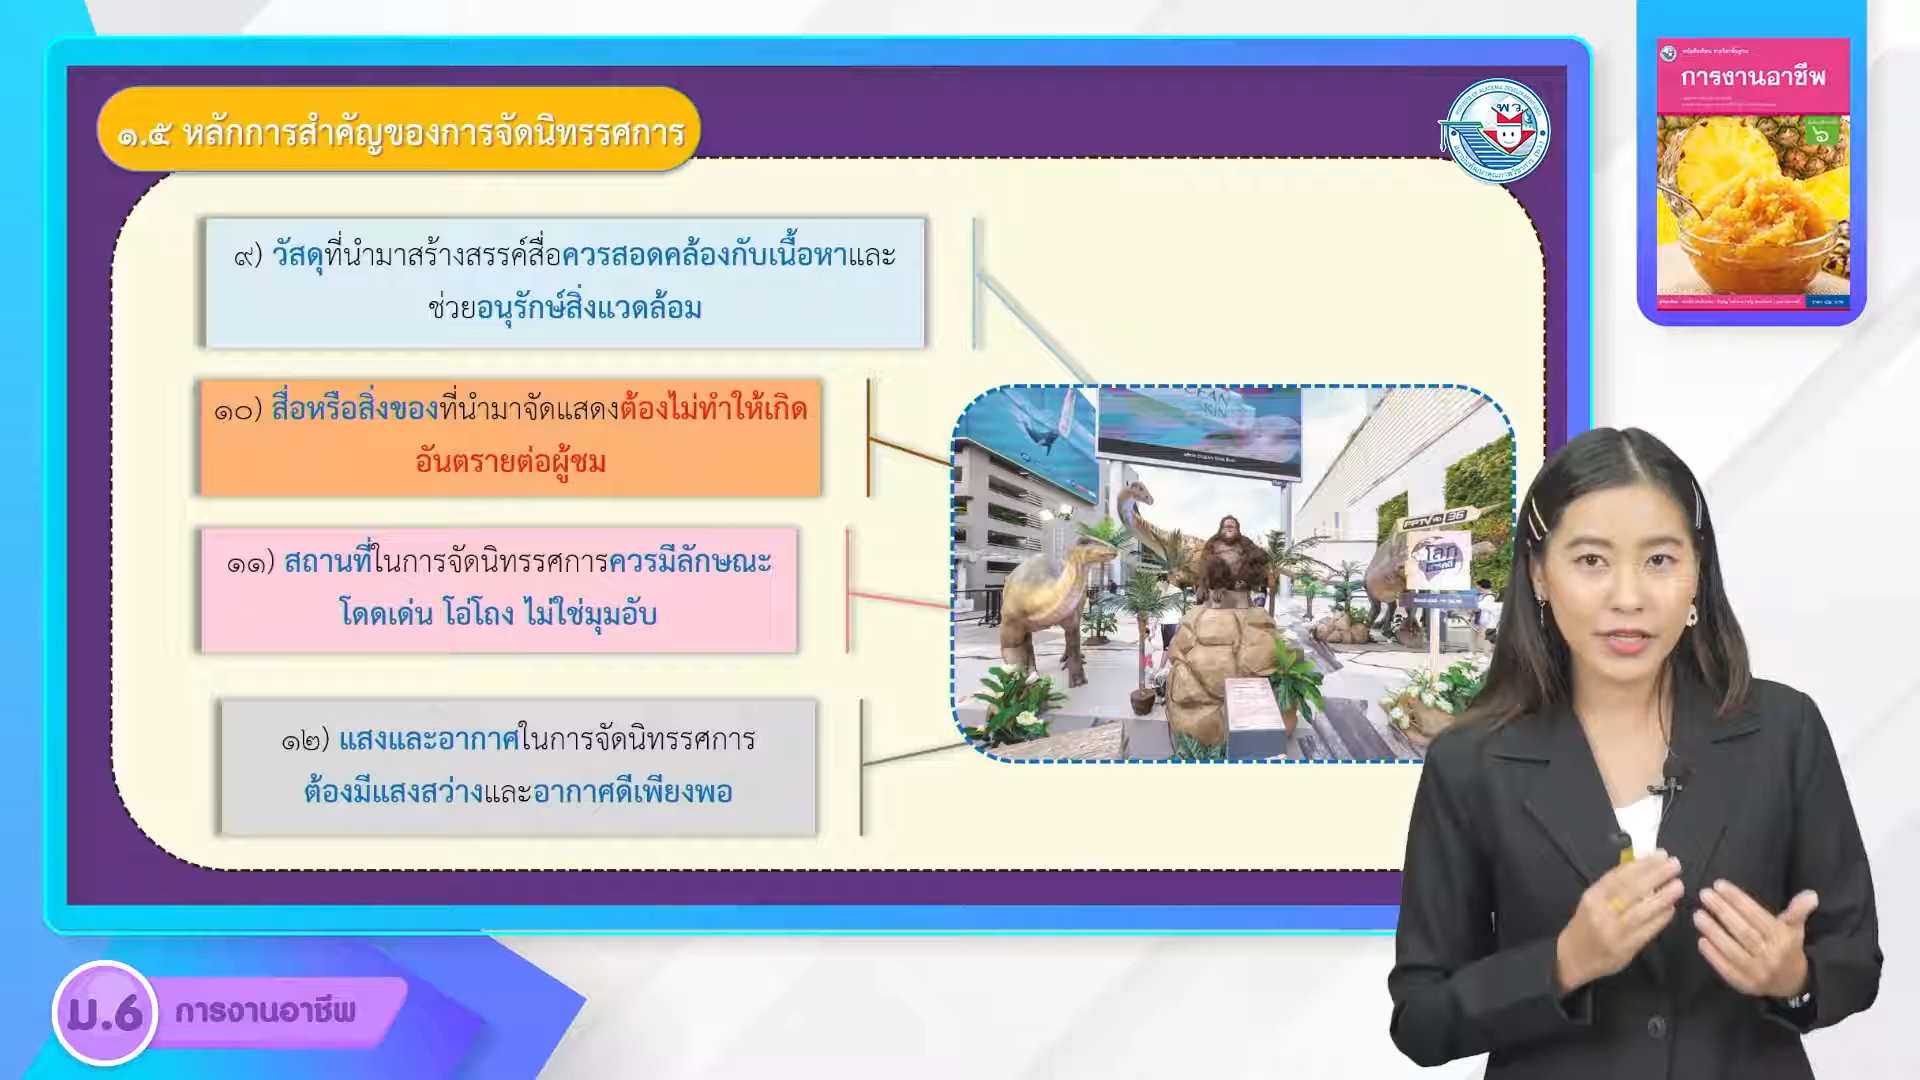 ๑.๕ หลักการสำคัญของการจัดนิทรรศการ
๙) วัสดุที่นำมาสร้างสรรค์สื่อควรสอดคล้องกับเนื้อหาและ
ช่วยอนุรักษ์สิ่งแวดล้อม
๑๐) สื่อหรือสิ่งของที่นำมาจัดแสดงต้องไม่ทำให้เกิด
อันตรายต่อผู้ชม
๑๑) สถานที่ในการจัดนิทรรศการควรมีลักษณะ
โดดเด่น โอ่โถง ไม่ใช่มุมอับ
๑๒) แสงและอากาศในการจัดนิทรรศการ
ต้องมีแสงสว่างและอากาศดีเพียงพอ
พว.
การงานอาชีพ
๖
SKIN
PPTV HD 36
โลก
ม.6
การงานอาชีพ